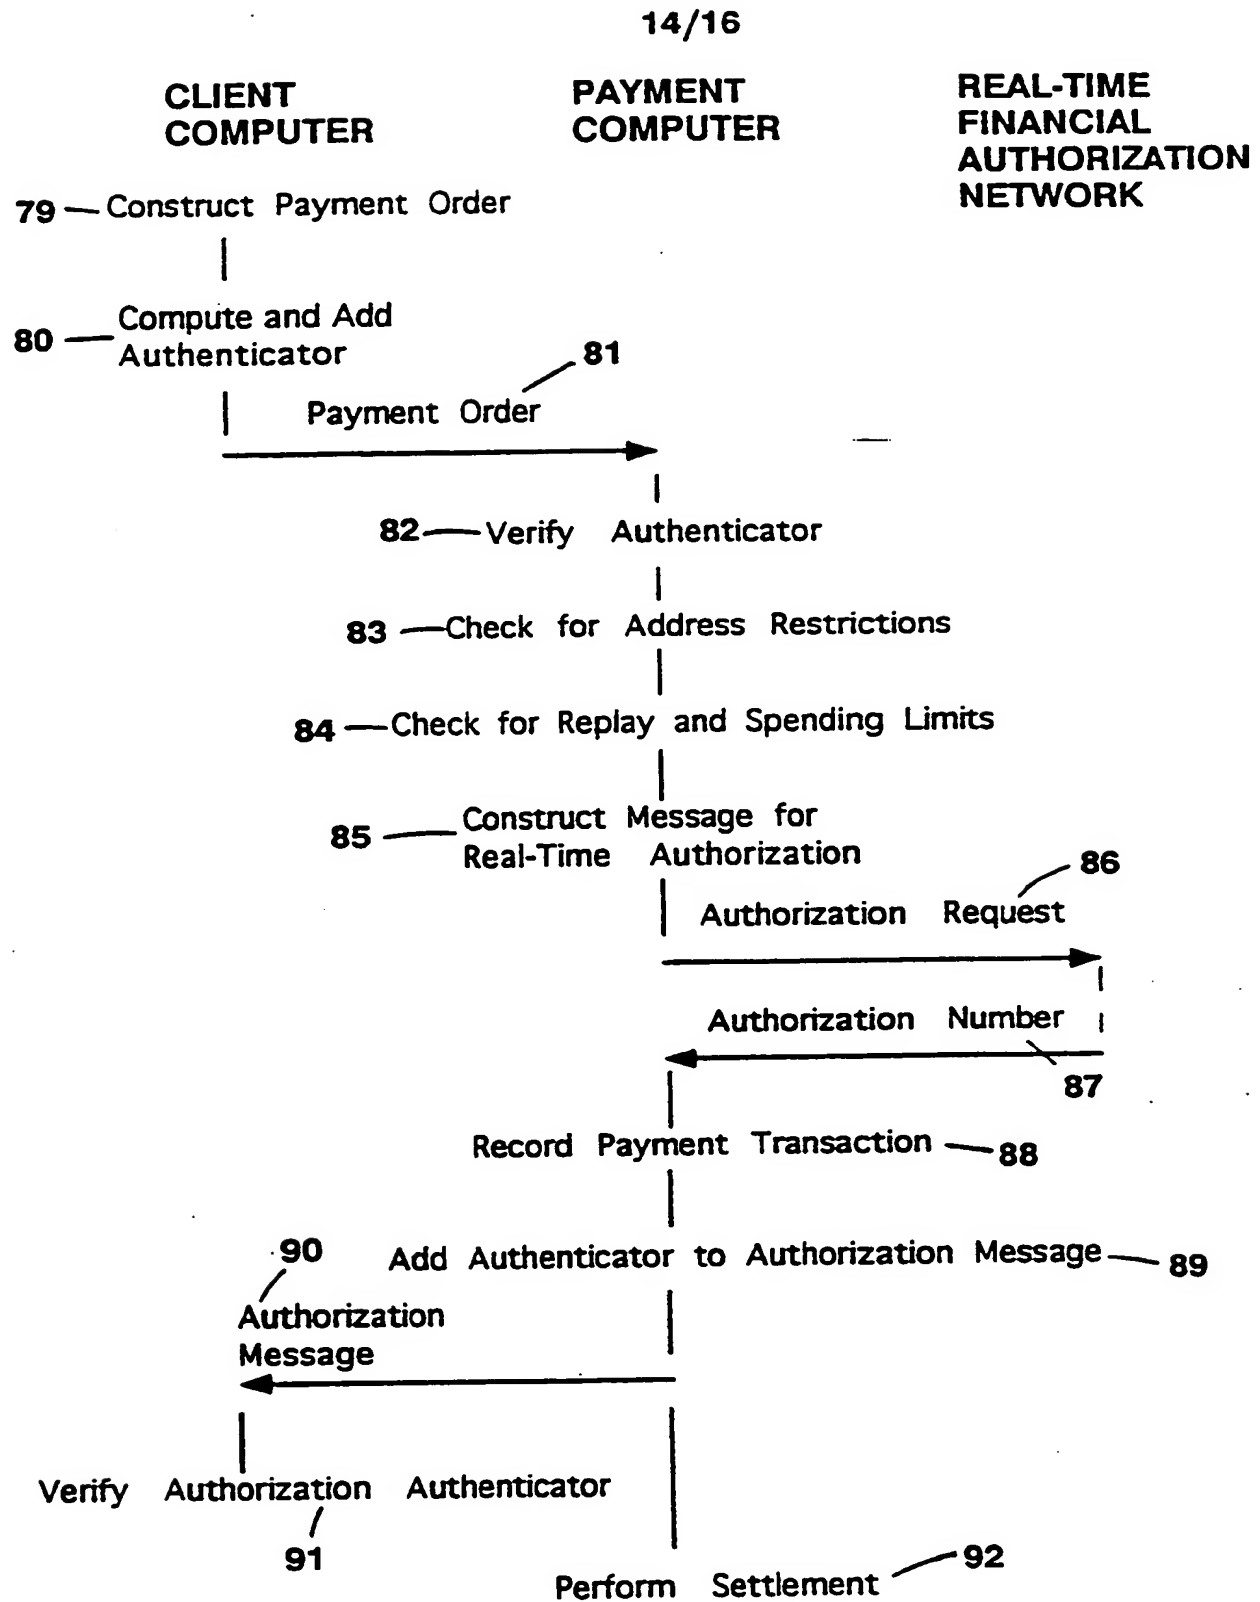 14/16
CLIENT
COMPUTER
PAYMENT
COMPUTER
REAL-TIME
FINANCIAL
AUTHORIZATION
NETWORK
79 Construct Payment Order
80 Compute and Add
Authenticator
81
Payment Order
82 Verify Authenticator
83 Check for Address Restrictions
84 Check for Replay and Spending Limits
85 Construct Message for
Real-Time Authorization
86
Authorization Request
Authorization Number
87
Record Payment Transaction 88
90
Add Authenticator to Authorization Message 89
Authorization
Message
Verify Authorization Authenticator
91
92
Perform Settlement